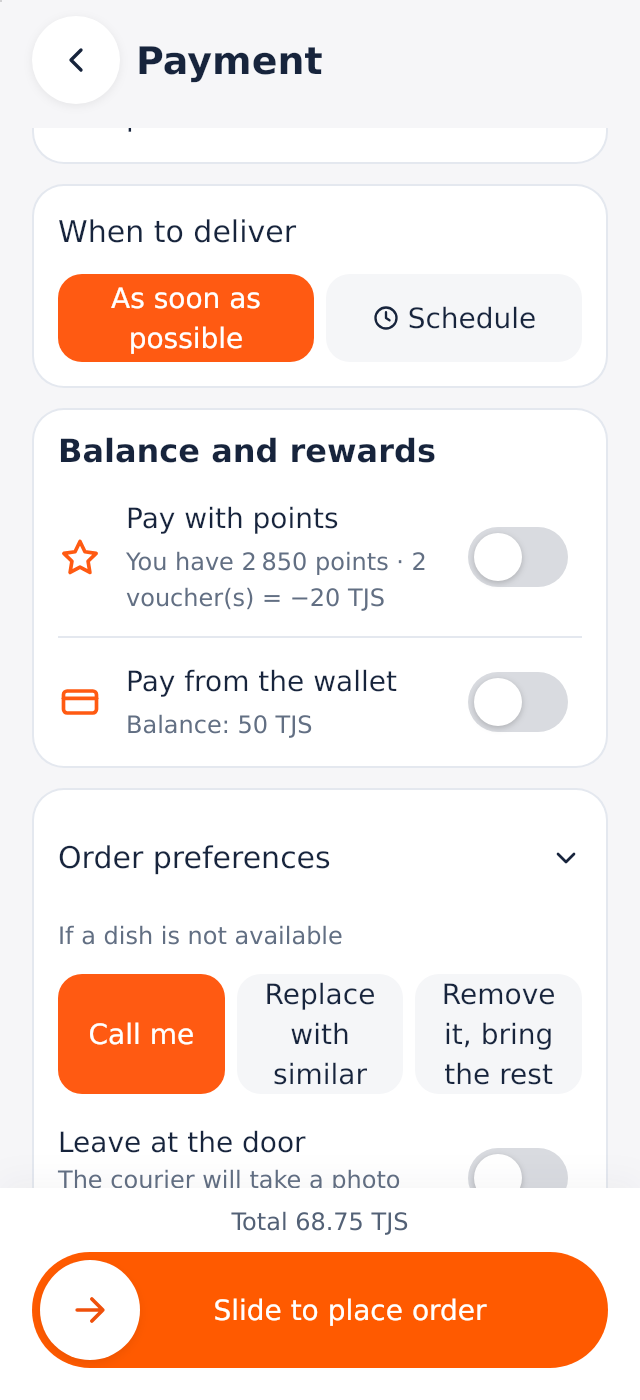 Payment
When to deliver
As soon as
possible
Schedule
Balance and rewards
Pay with points
You have 2 850 points · 2
voucher(s) = −20 TJS
Pay from the wallet
Balance: 50 TJS
Order preferences
If a dish is not available
Call me
Replace
with
similar
Remove
it, bring
the rest
Leave at the door
The courier will take a photo
Total 68.75 TJS
Slide to place order